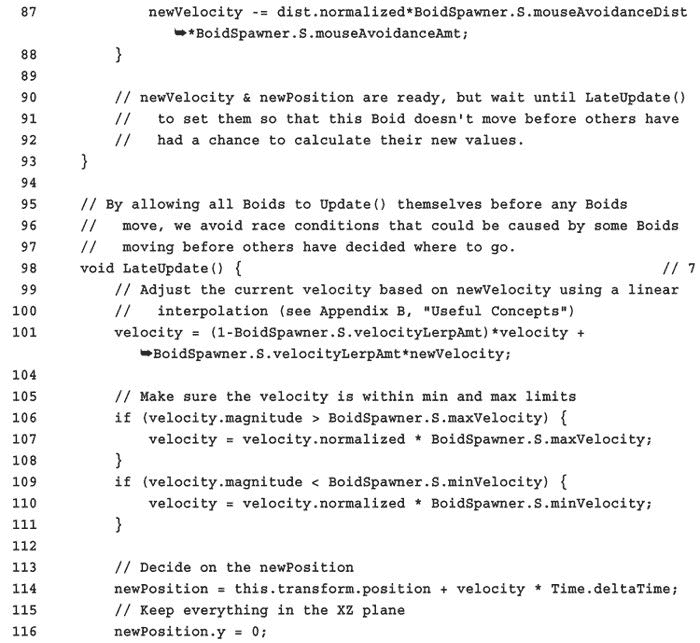 87 newVelocity -= dist.normalized*BoidSpawner.S.mouseAvoidanceDist
➥*BoidSpawner.S.mouseAvoidanceAmt;
88 }
89
90 // newVelocity & newPosition are ready, but wait until LateUpdate()
91 // to set them so that this Boid doesn't move before others have
92 // had a chance to calculate their new values.
93 }
94
95 // By allowing all Boids to Update() themselves before any Boids
96 // move, we avoid race conditions that could be caused by some Boids
97 // moving before others have decided where to go.
98 void LateUpdate() { // 7
99 // Adjust the current velocity based on newVelocity using a linear
100 // interpolation (see Appendix B, "Useful Concepts")
101 velocity = (1-BoidSpawner.S.velocityLerpAmt)*velocity +
➥BoidSpawner.S.velocityLerpAmt*newVelocity;
104
105 // Make sure the velocity is within min and max limits
106 if (velocity.magnitude > BoidSpawner.S.maxVelocity) {
107 velocity = velocity.normalized * BoidSpawner.S.maxVelocity;
108 }
109 if (velocity.magnitude < BoidSpawner.S.minVelocity) {
110 velocity = velocity.normalized * BoidSpawner.S.minVelocity;
111 }
112
113 // Decide on the newPosition
114 newPosition = this.transform.position + velocity * Time.deltaTime;
115 // Keep everything in the XZ plane
116 newPosition.y = 0;